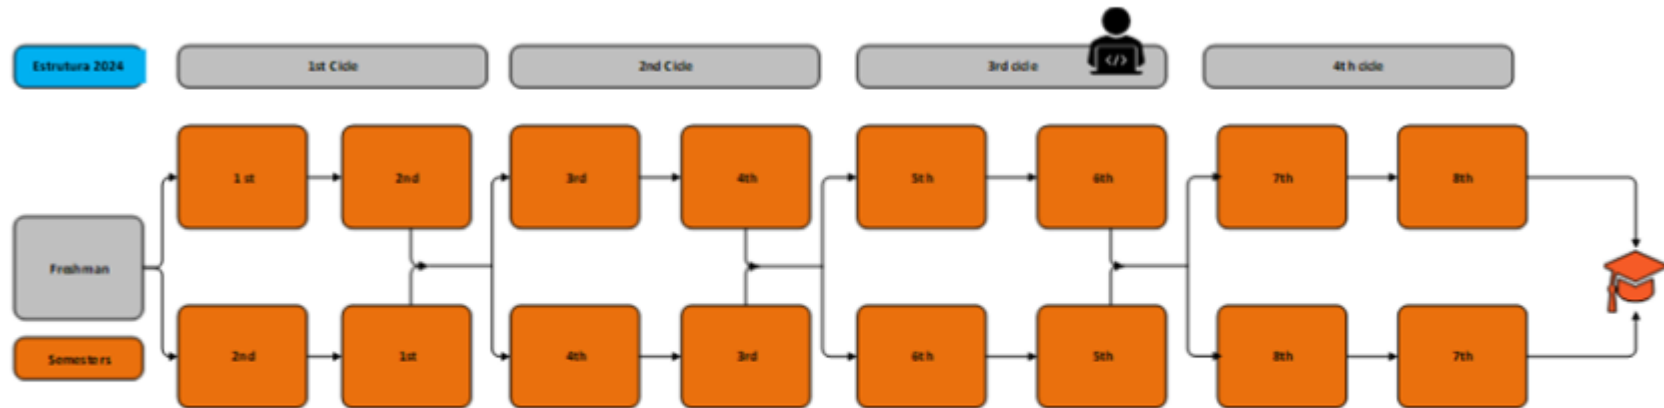 Estrutura 2024
1st Cicle
2nd Cicle
3rd cicle
4th cicle
1st
2nd
3rd
4th
5th
6th
7th
8th
Freshman
</>
2nd
1st
4th
3rd
6th
5th
8th
7th
Semesters